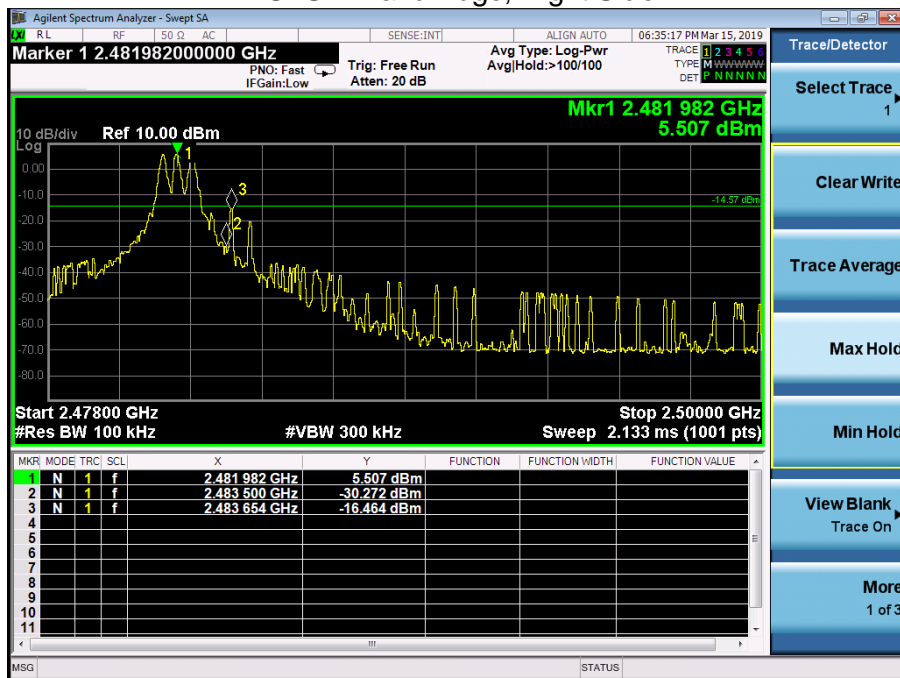 Agilent Spectrum Analyzer - Swept SA
LXI RL RF 50 Ω AC SENSE:INT ALIGN AUTO 06:35:17 PM Mar 15, 2019
Marker 1 2.481982000000 GHz
PNO: Fast
IFGain:Low
Trig: Free Run
Atten: 20 dB
Avg Type: Log-Pwr
Avg|Hold:>100/100
TRACE 1 2 3 4 5 6
TYPE M WWWWW
DET P N N N N N
Mkr1 2.481 982 GHz
5.507 dBm
10 dB/div Ref 10.00 dBm
Log
0.00
-10.0
-20.0
-30.0
-40.0
-50.0
-60.0
-70.0
-80.0
1
3
2
-14.57 dBm
Start 2.47800 GHz Stop 2.50000 GHz
#Res BW 100 kHz #VBW 300 kHz Sweep 2.133 ms (1001 pts)
MKR MODE TRC SCL X Y FUNCTION FUNCTION WIDTH FUNCTION VALUE
1 N 1 f 2.481 982 GHz 5.507 dBm
2 N 1 f 2.483 500 GHz -30.272 dBm
3 N 1 f 2.483 654 GHz -16.464 dBm
4
5
6
7
8
9
10
11
MSG STATUS
Trace/Detector
Select Trace
1
Clear Write
Trace Average
Max Hold
Min Hold
View Blank
Trace On
More
1 of 3